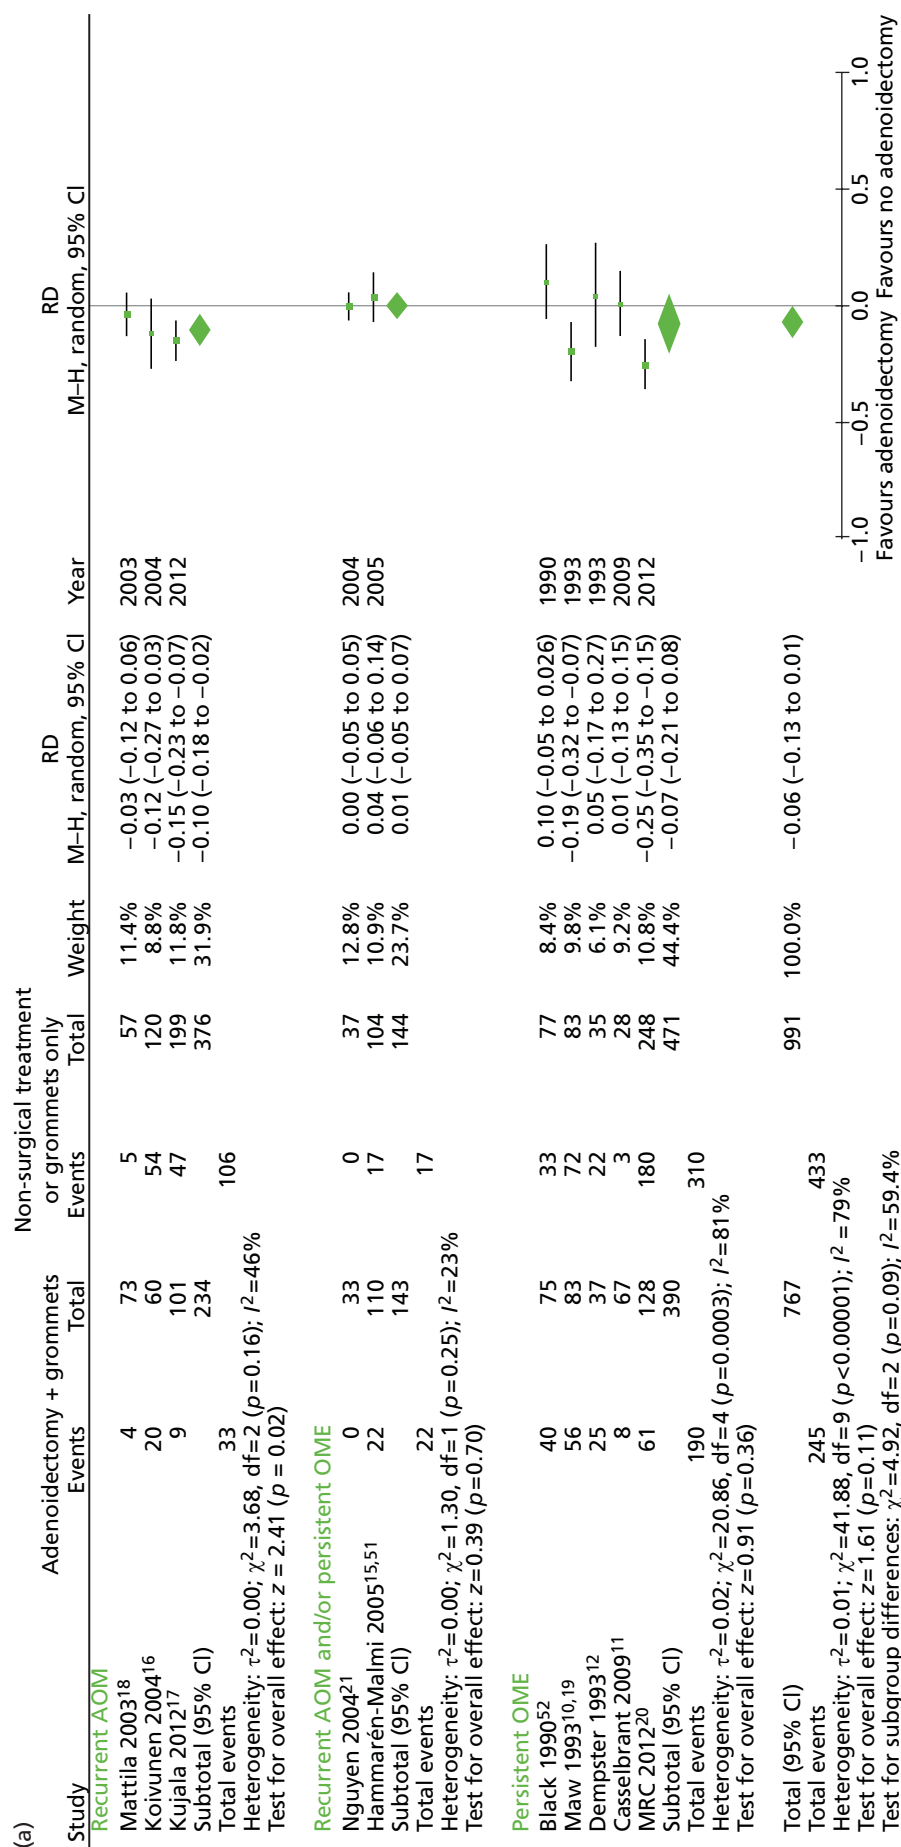 (a)
Adenoidectomy + grommets Non-surgical treatment or grommets only RD RD
Study Events Total Events Total Weight M–H, random, 95% CI Year M–H, random, 95% CI
Recurrent AOM
Mattila 2003¹⁸ 4 73 5 57 11.4% −0.03 (−0.12 to 0.06) 2003
Koivunen 2004¹⁶ 20 60 54 120 8.8% −0.12 (−0.27 to 0.03) 2004
Kujala 2012¹⁷ 9 101 47 199 11.8% −0.15 (−0.23 to −0.07) 2012
Subtotal (95% CI) 234 376 31.9% −0.10 (−0.18 to −0.02)
Total events 33 106
Heterogeneity: τ²=0.00; χ²=3.68, df=2 (p=0.16); I²=46%
Test for overall effect: z = 2.41 (p = 0.02)
Recurrent AOM and/or persistent OME
Nguyen 2004²¹ 0 33 0 37 12.8% 0.00 (−0.05 to 0.05) 2004
Hammarén-Malmi 2005¹⁵,⁵¹ 22 110 17 104 10.9% 0.04 (−0.06 to 0.14) 2005
Subtotal (95% CI) 143 144 23.7% 0.01 (−0.05 to 0.07)
Total events 22 17
Heterogeneity: τ²=0.00; χ²=1.30, df=1 (p=0.25); I²=23%
Test for overall effect: z=0.39 (p=0.70)
Persistent OME
Black 1990⁵² 40 75 33 77 8.4% 0.10 (−0.05 to 0.026) 1990
Maw 1993¹⁰,¹⁹ 56 83 72 83 9.8% −0.19 (−0.32 to −0.07) 1993
Dempster 1993¹² 25 37 22 35 6.1% 0.05 (−0.17 to 0.27) 1993
Casselbrant 2009¹¹ 8 67 3 28 9.2% 0.01 (−0.13 to 0.15) 2009
MRC 2012²⁰ 61 128 180 248 10.8% −0.25 (−0.35 to −0.15) 2012
Subtotal (95% CI) 390 471 44.4% −0.07 (−0.21 to 0.08)
Total events 190 310
Heterogeneity: τ²=0.02; χ²=20.86, df=4 (p=0.0003); I²=81%
Test for overall effect: z=0.91 (p=0.36)
Total (95% CI) 767 991 100.0% −0.06 (−0.13 to 0.01)
Total events 245 433
Heterogeneity: τ²=0.01; χ²=41.88, df=9 (p<0.00001); I² =79%
Test for overall effect: z=1.61 (p=0.11)
Test for subgroup differences: χ²=4.92, df=2 (p=0.09); I²=59.4%
−1.0 −0.5 0.0 0.5 1.0
Favours adenoidectomy Favours no adenoidectomy